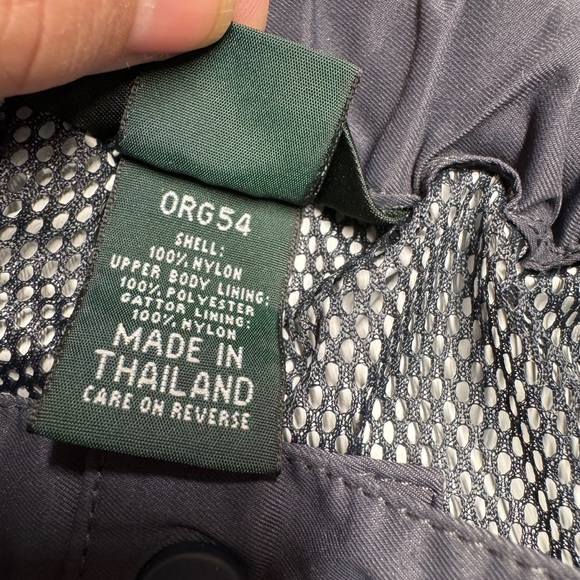 ORG54
SHELL:
100% NYLON
UPPER BODY LINING:
100% POLYESTER
GATTOR LINING:
100% NYLON
MADE IN
THAILAND
CARE ON REVERSE